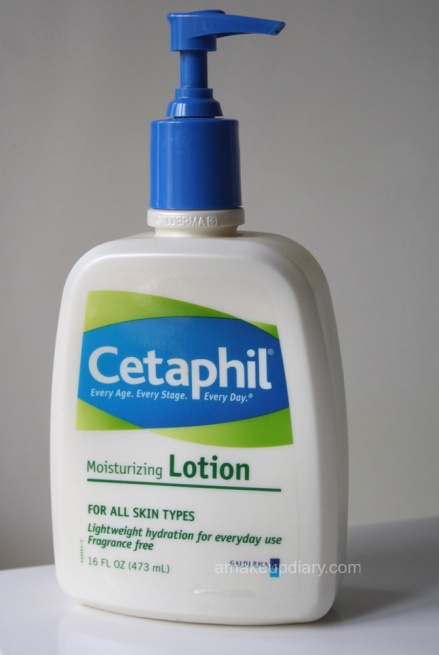 GALDERMA
Cetaphil®
Every Age. Every Stage. Every Day.®
Moisturizing Lotion
FOR ALL SKIN TYPES
Lightweight hydration for everyday use
Fragrance free
16 FL OZ (473 mL)
GALDERMA
amakeupdiary.com